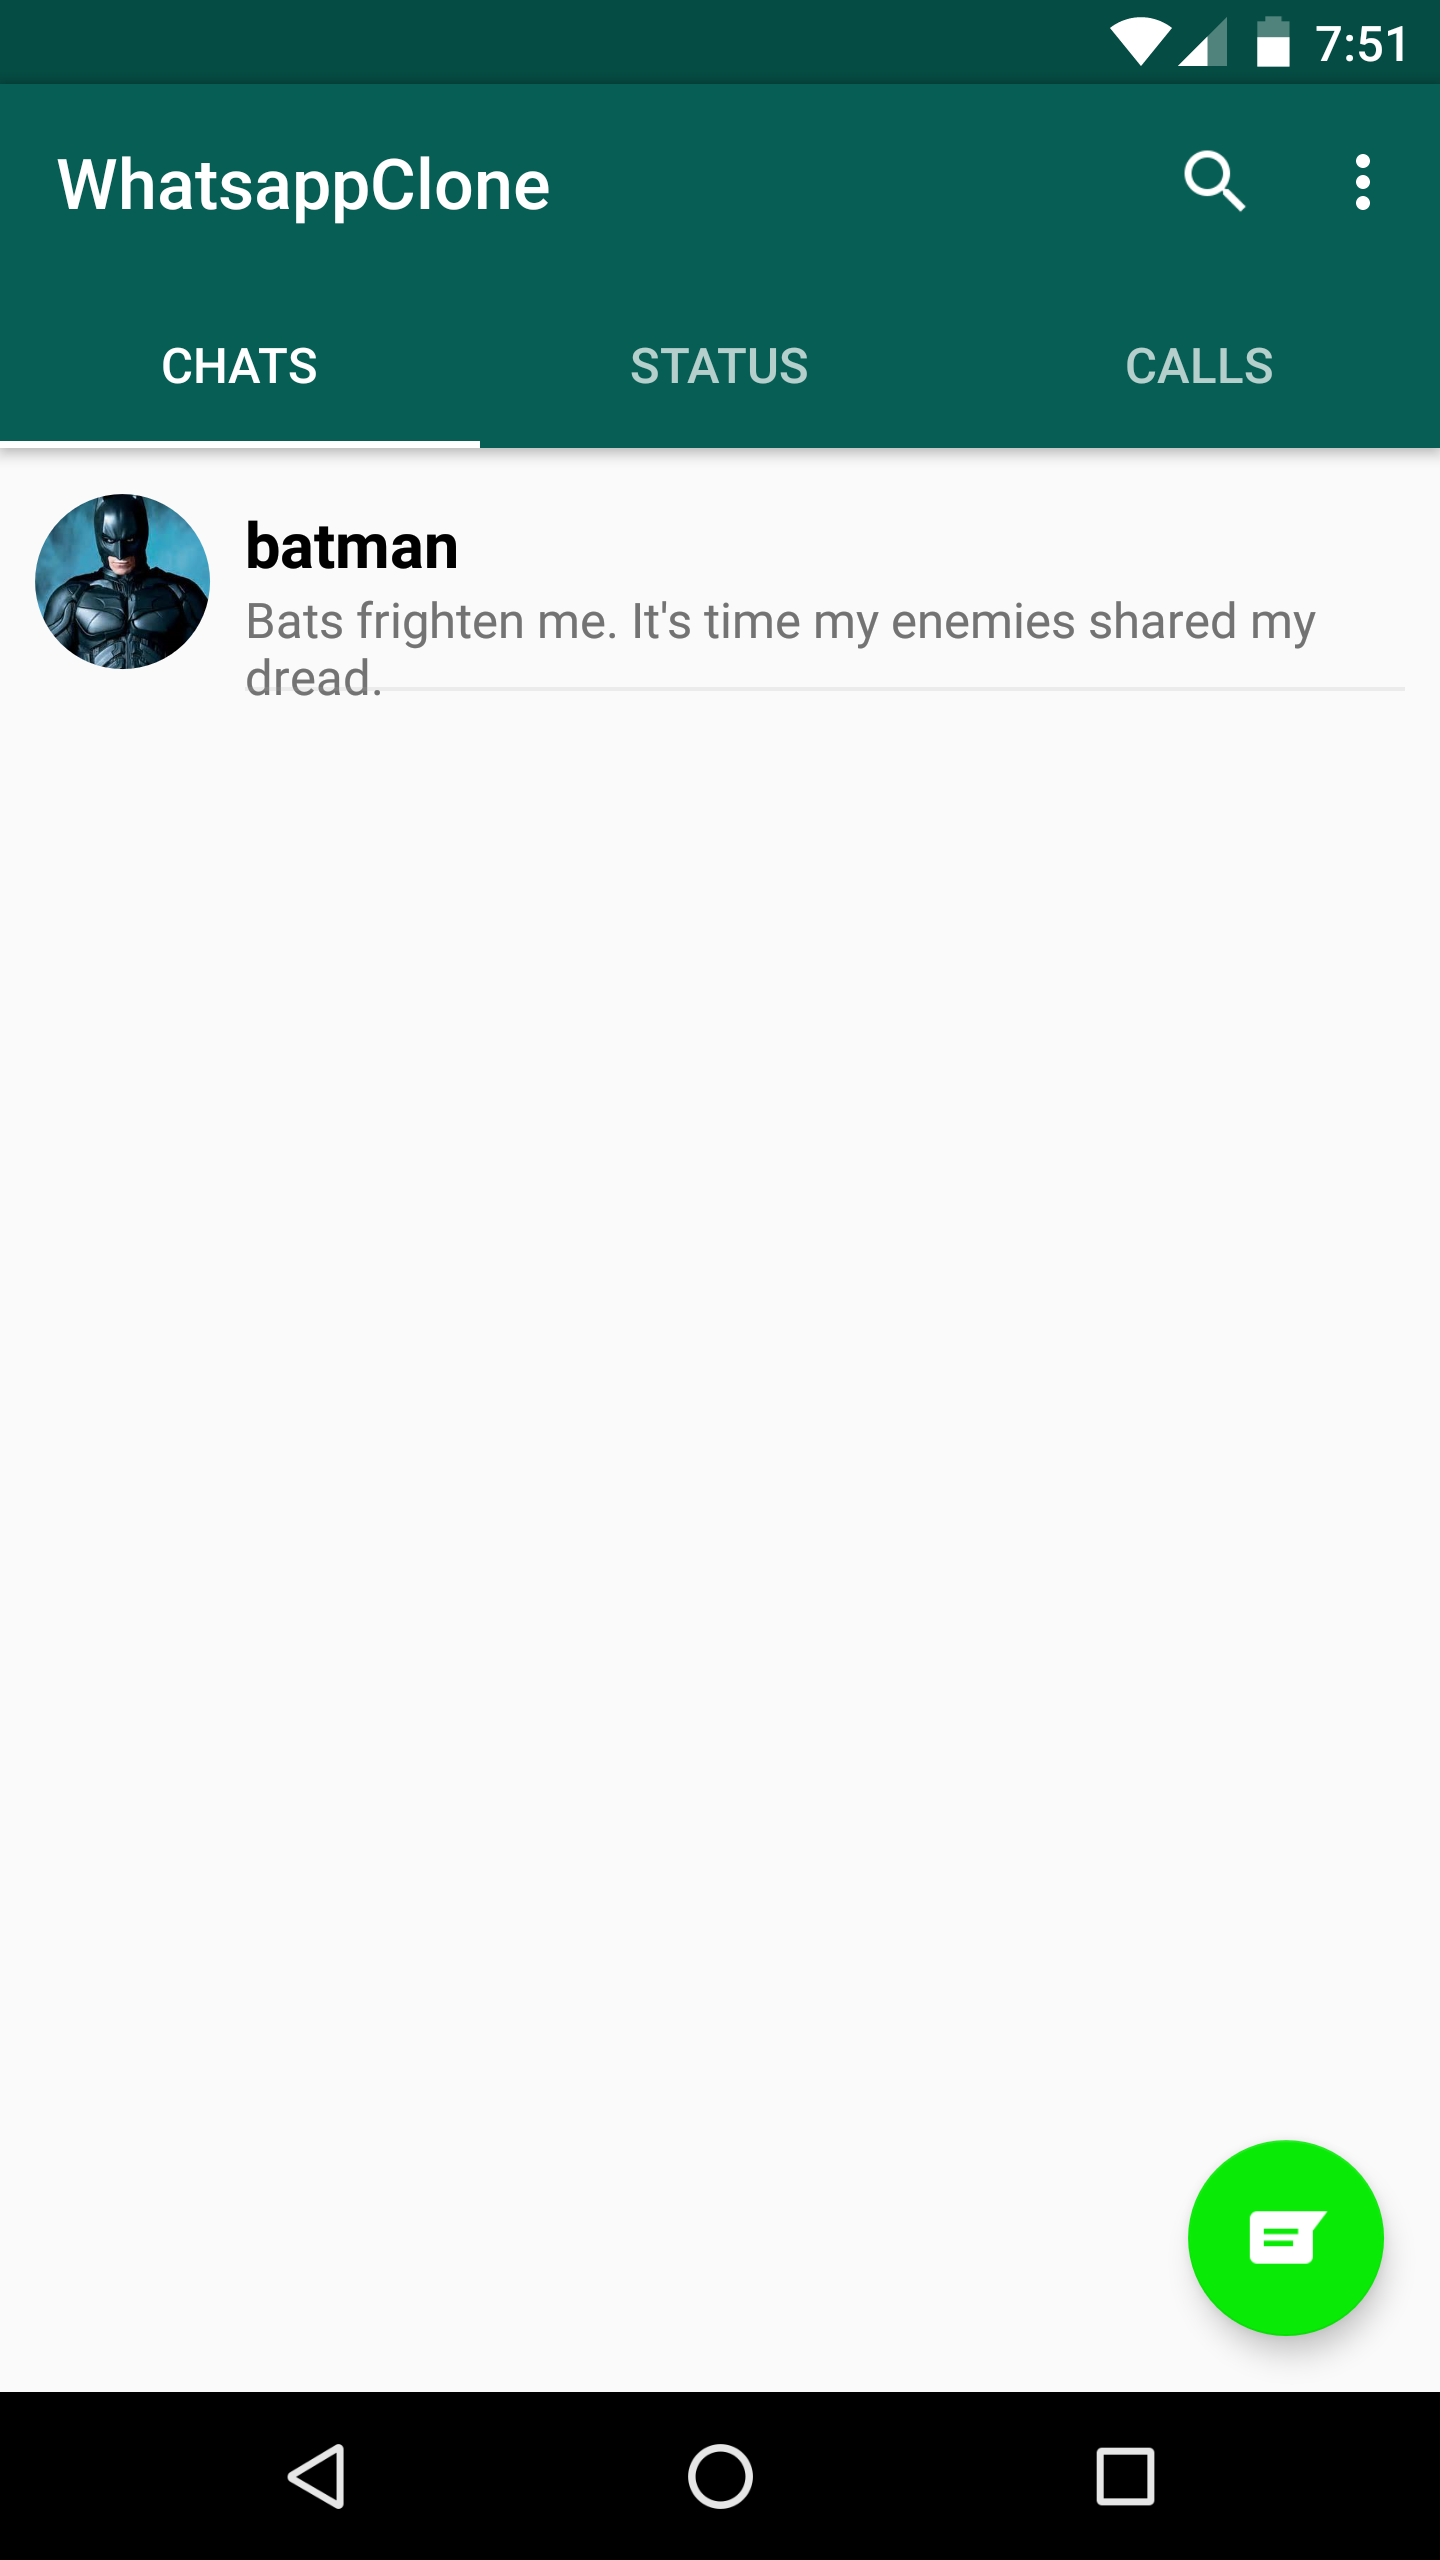 7:51
WhatsappClone
CHATS STATUS CALLS
batman
Bats frighten me. It's time my enemies shared my
dread.